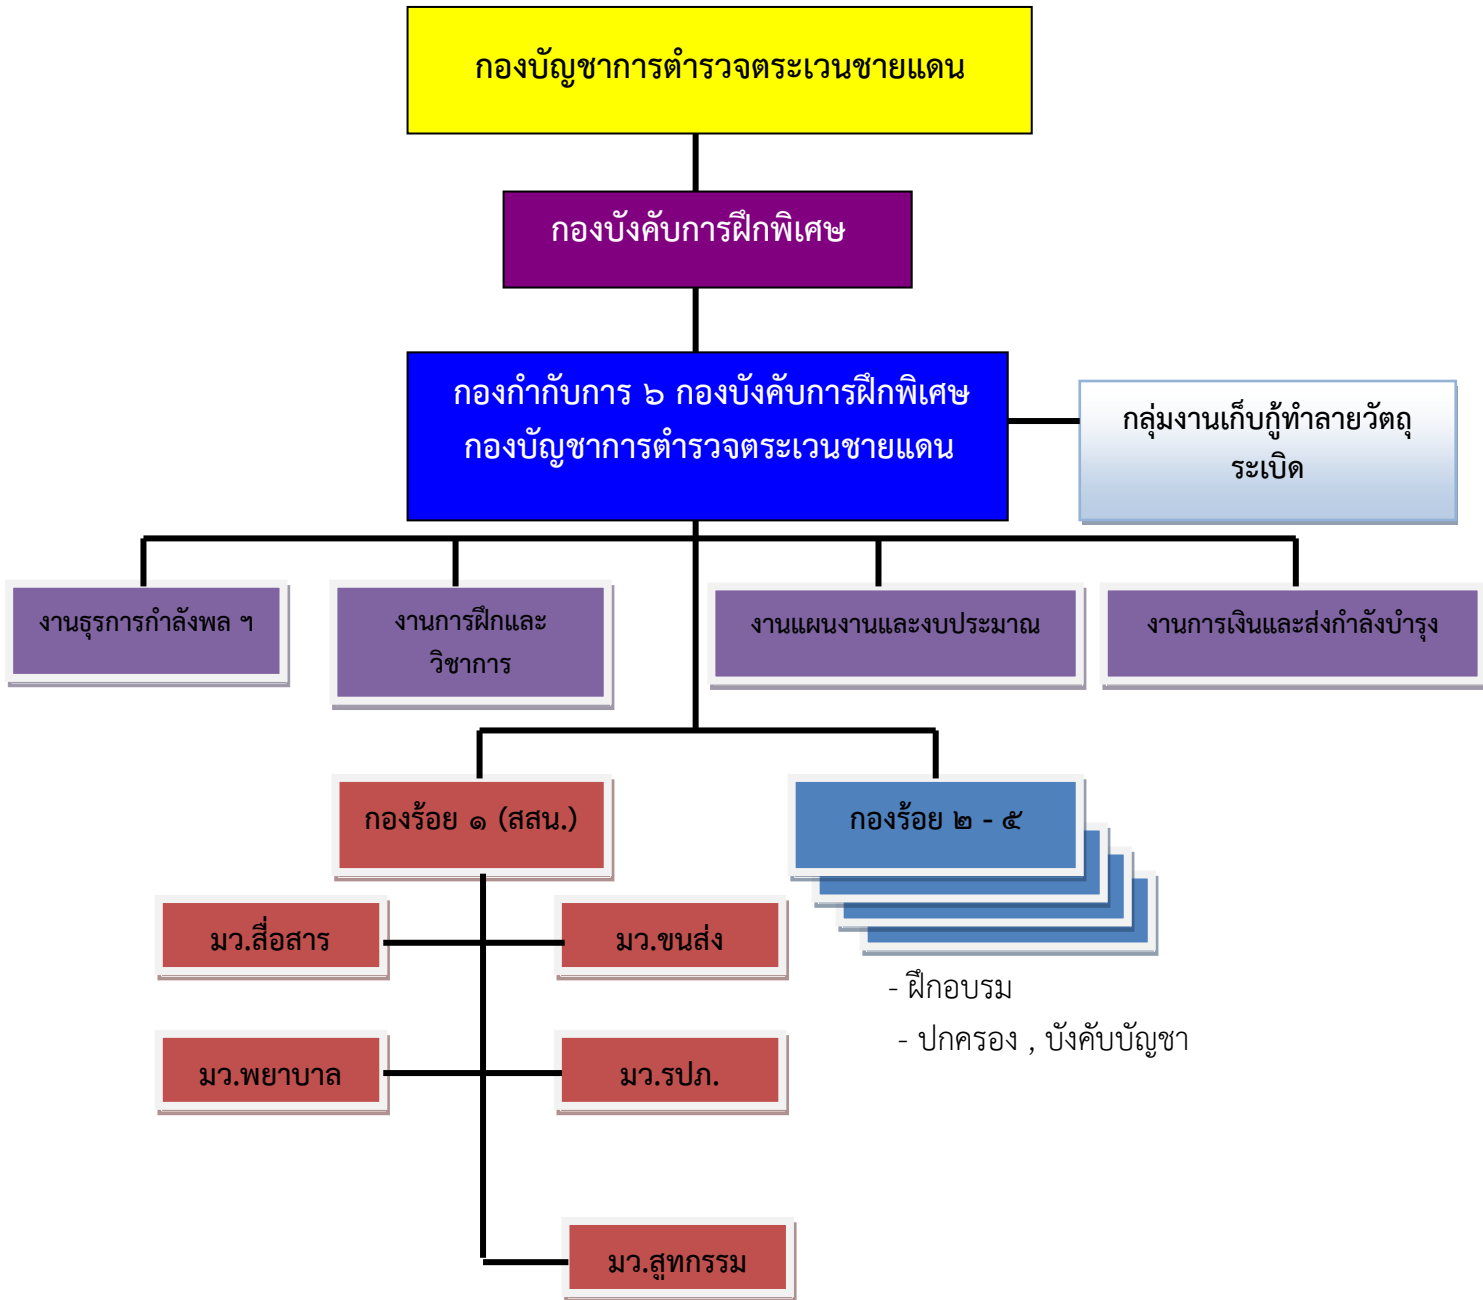 กองบัญชาการตำรวจตระเวนชายแดน
กองบังคับการฝึกพิเศษ
กองกำกับการ ๖ กองบังคับการฝึกพิเศษ
กองบัญชาการตำรวจตระเวนชายแดน
กลุ่มงานเก็บกู้ทำลายวัตถุ
ระเบิด
งานธุรการกำลังพล ฯ
งานการฝึกและ
วิชาการ
งานแผนงานและงบประมาณ
งานการเงินและส่งกำลังบำรุง
กองร้อย ๑ (สสน.)
กองร้อย ๒ - ๕
มว.สื่อสาร
มว.ขนส่ง
- ฝึกอบรม
- ปกครอง , บังคับบัญชา
มว.พยาบาล
มว.รปภ.
มว.สูทกรรม